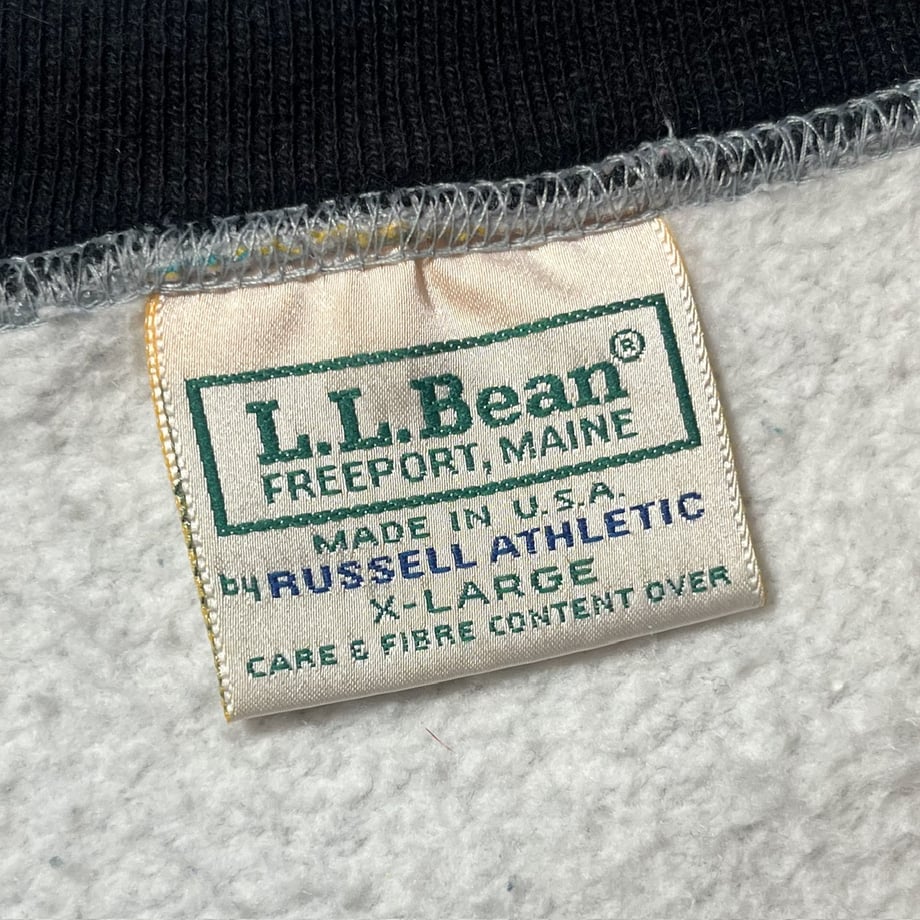 L.L.Bean®
FREEPORT, MAINE
MADE IN U.S.A.
by RUSSELL ATHLETIC
X-LARGE
CARE & FIBRE CONTENT OVER